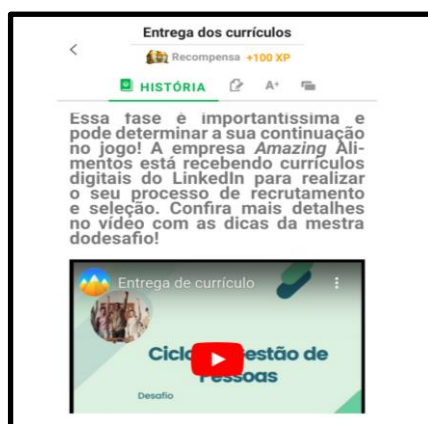 Entrega dos currículos
Recompensa +100 XP
HISTÓRIA A+
Essa fase é importantíssima e
pode determinar a sua continuação
no jogo! A empresa Amazing Ali-
mentos está recebendo currículos
digitais do LinkedIn para realizar
o seu processo de recrutamento
e seleção. Confira mais detalhes
no vídeo com as dicas da mestra
dodesafio!
Entrega de currículo
Ciclo estão de
Pessoas
Desafio